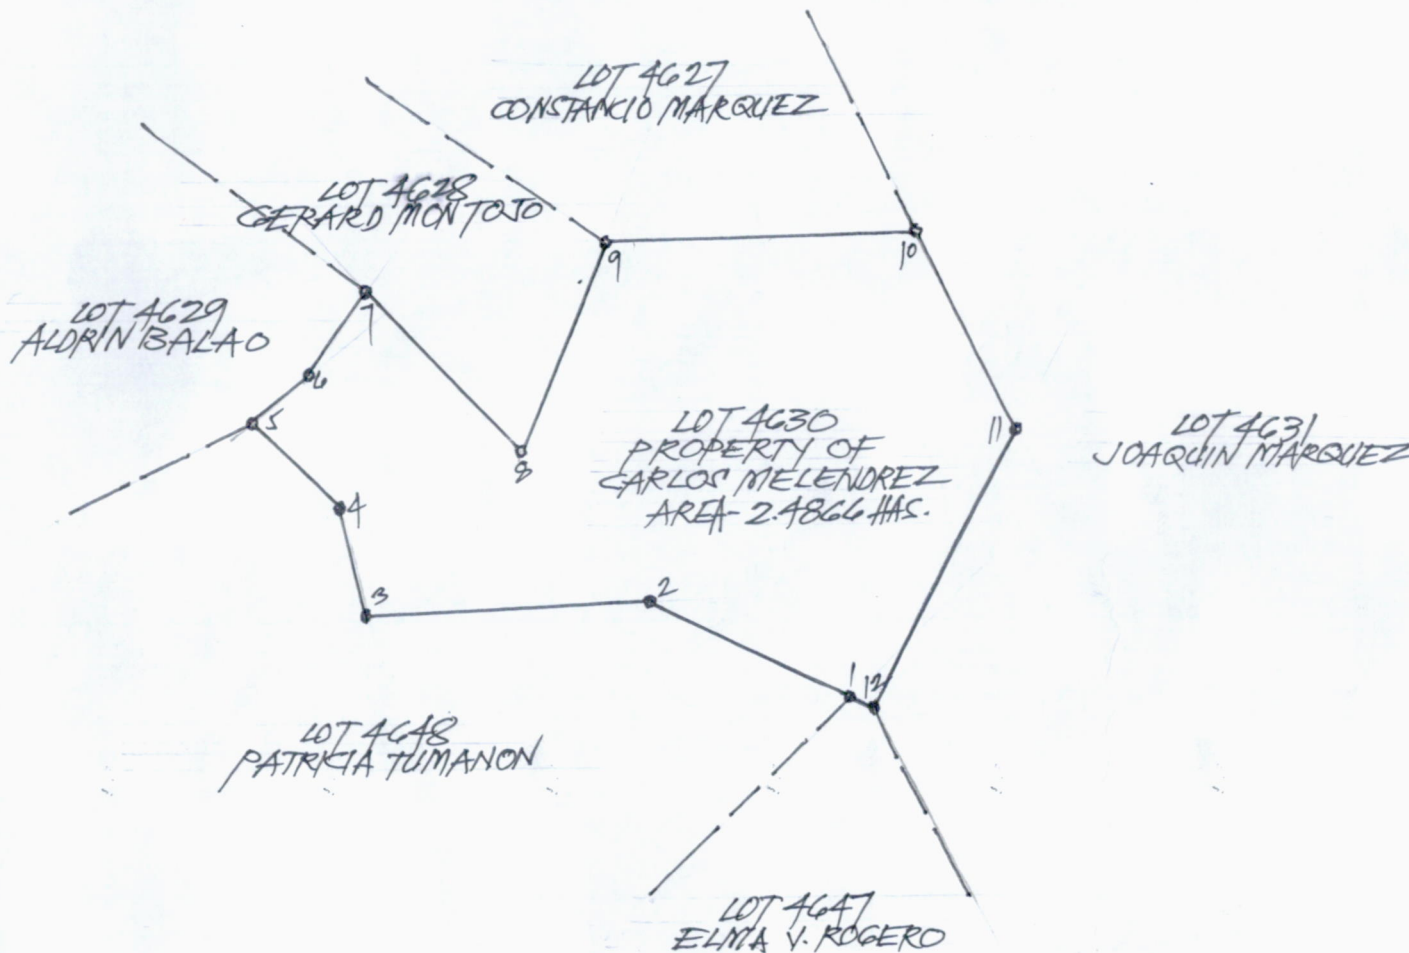 LOT 4627
CONSTANCIO MARQUEZ
LOT 4628
GERARD MONTOJO
9
10
7
LOT 4629
ALDRIN BALAO
6
5
8
LOT 4630
PROPERTY OF
CARLOS MELENDREZ
AREA-2.4866 HAS.
11
LOT 4631
JOAQUIN MARQUEZ
4
3
2
1
12
LOT 4648
PATRICIA TUMANON
LOT 4647
ELMA V. ROGERO